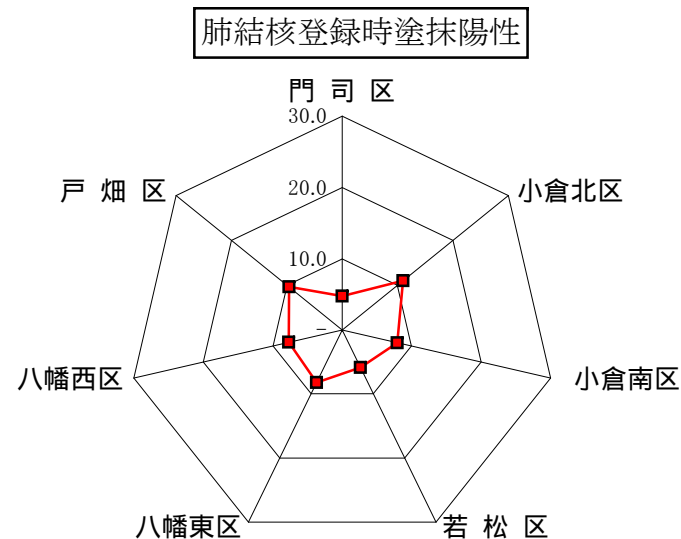 肺結核登録時塗抹陽性
門 司 区
30.0
戸 畑 区
20.0
小倉北区
10.0
–
八幡西区
小倉南区
八幡東区
若 松 区